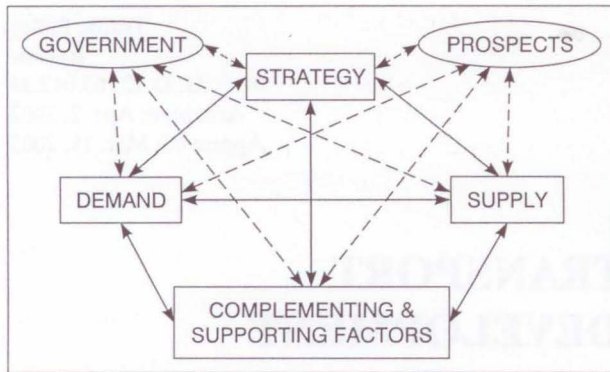 GOVERNMENT
PROSPECTS
STRATEGY
DEMAND
SUPPLY
COMPLEMENTING &
SUPPORTING FACTORS